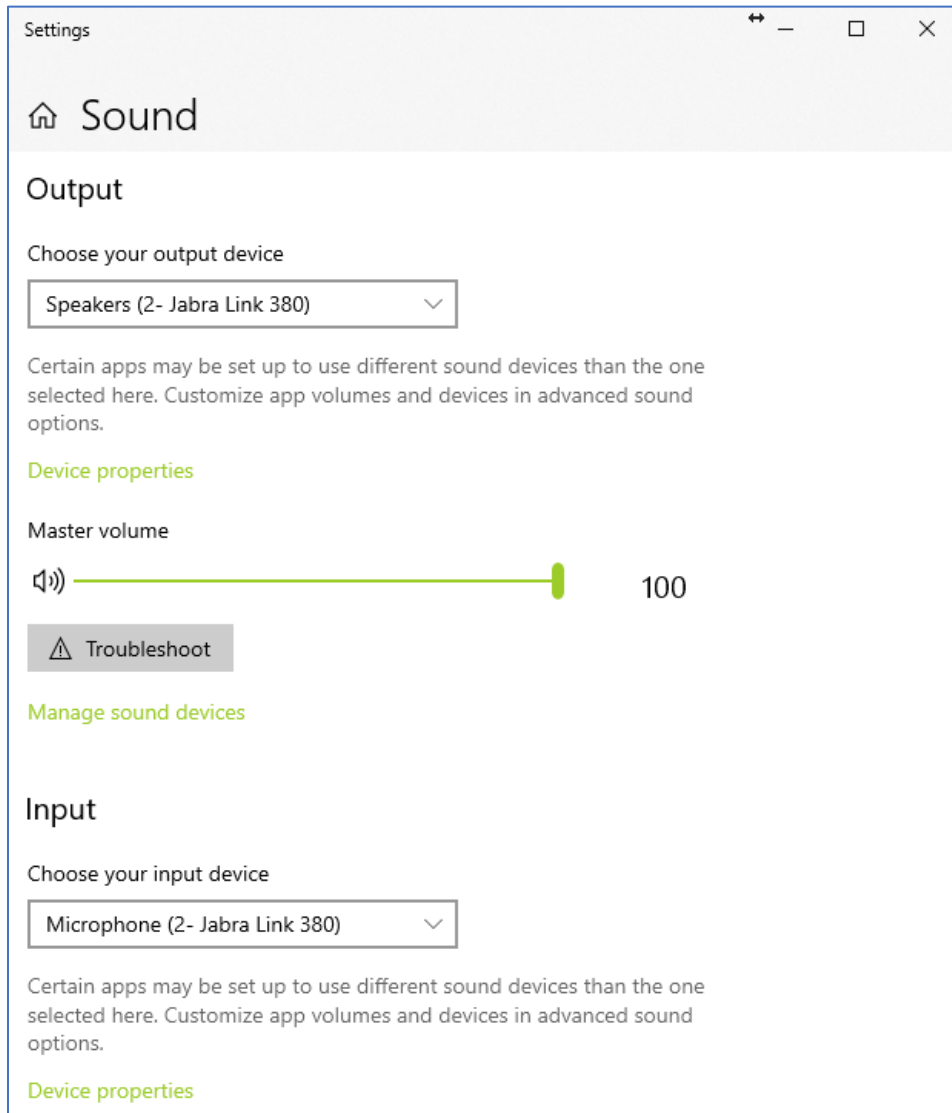 Settings
Sound
Output
Choose your output device
Speakers (2- Jabra Link 380)
Certain apps may be set up to use different sound devices than the one
selected here. Customize app volumes and devices in advanced sound
options.
Device properties
Master volume
100
Troubleshoot
Manage sound devices
Input
Choose your input device
Microphone (2- Jabra Link 380)
Certain apps may be set up to use different sound devices than the one
selected here. Customize app volumes and devices in advanced sound
options.
Device properties